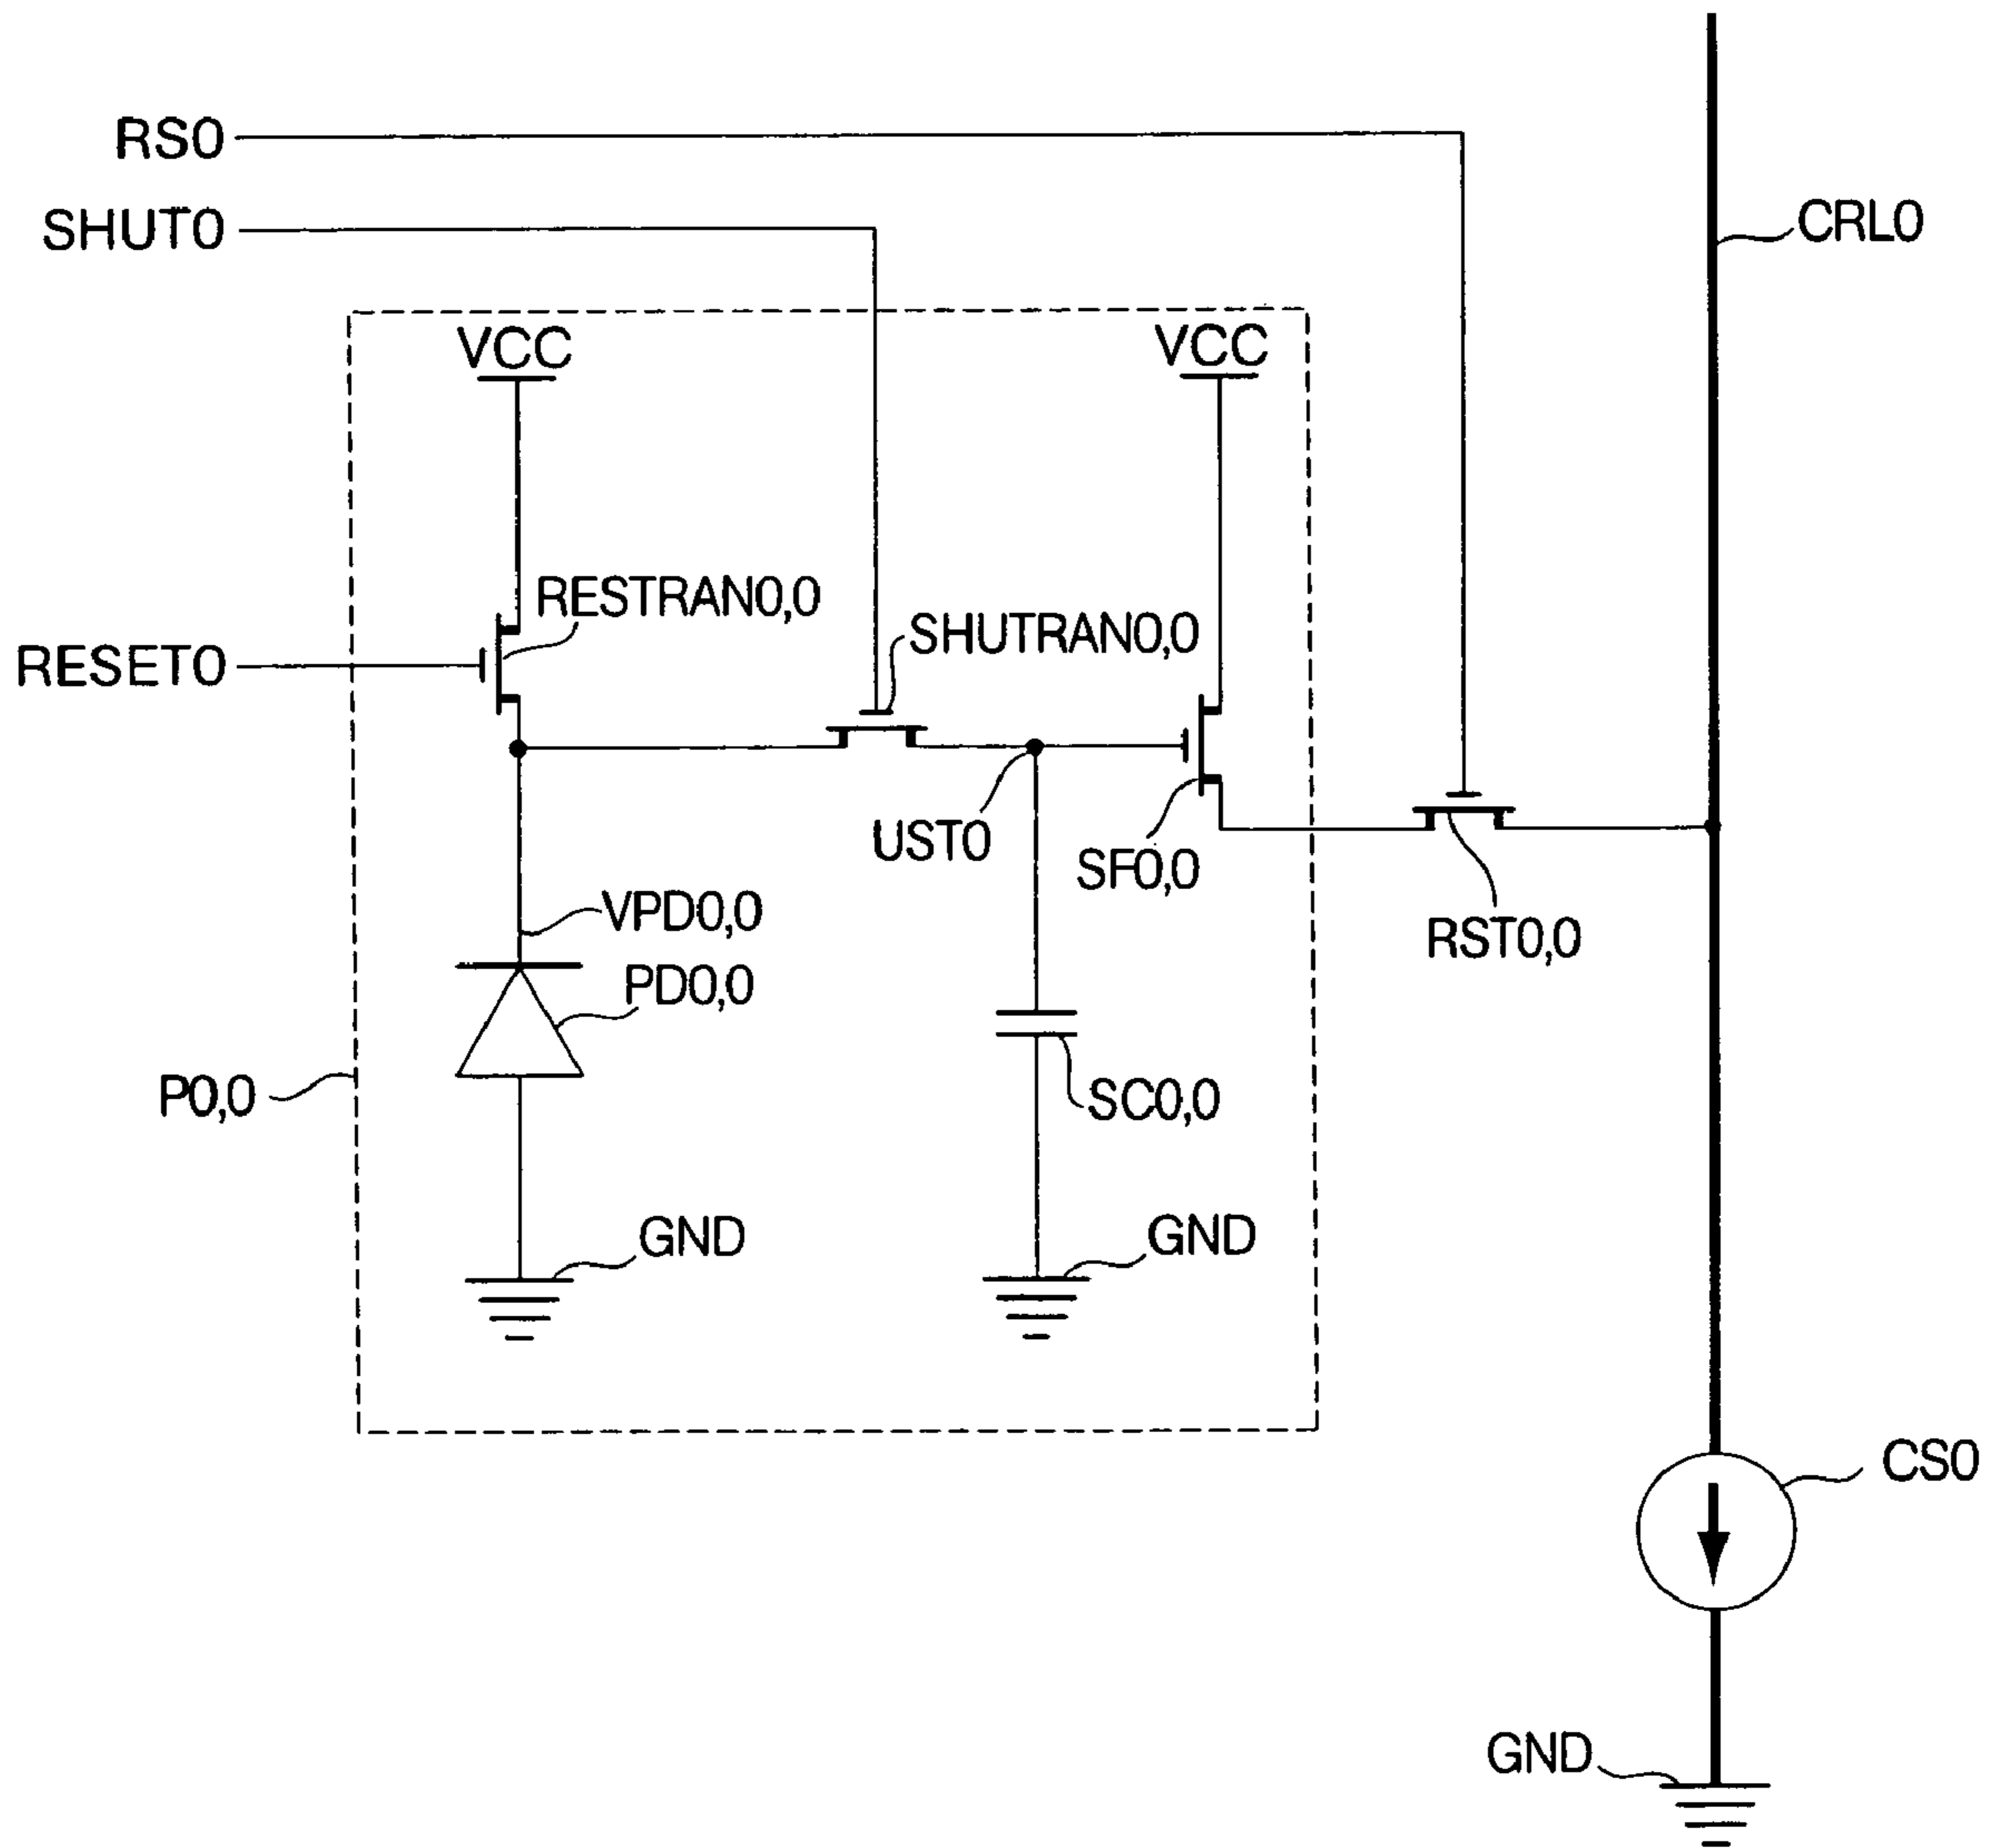 RS0
SHUT0
CRL0
VCC
VCC
RESTRAN0,0
SHUTRAN0,0
RESET0
UST0
SF0,0
VPD0,0
RST0,0
PD0,0
P0,0
SC0,0
GND
GND
CS0
GND